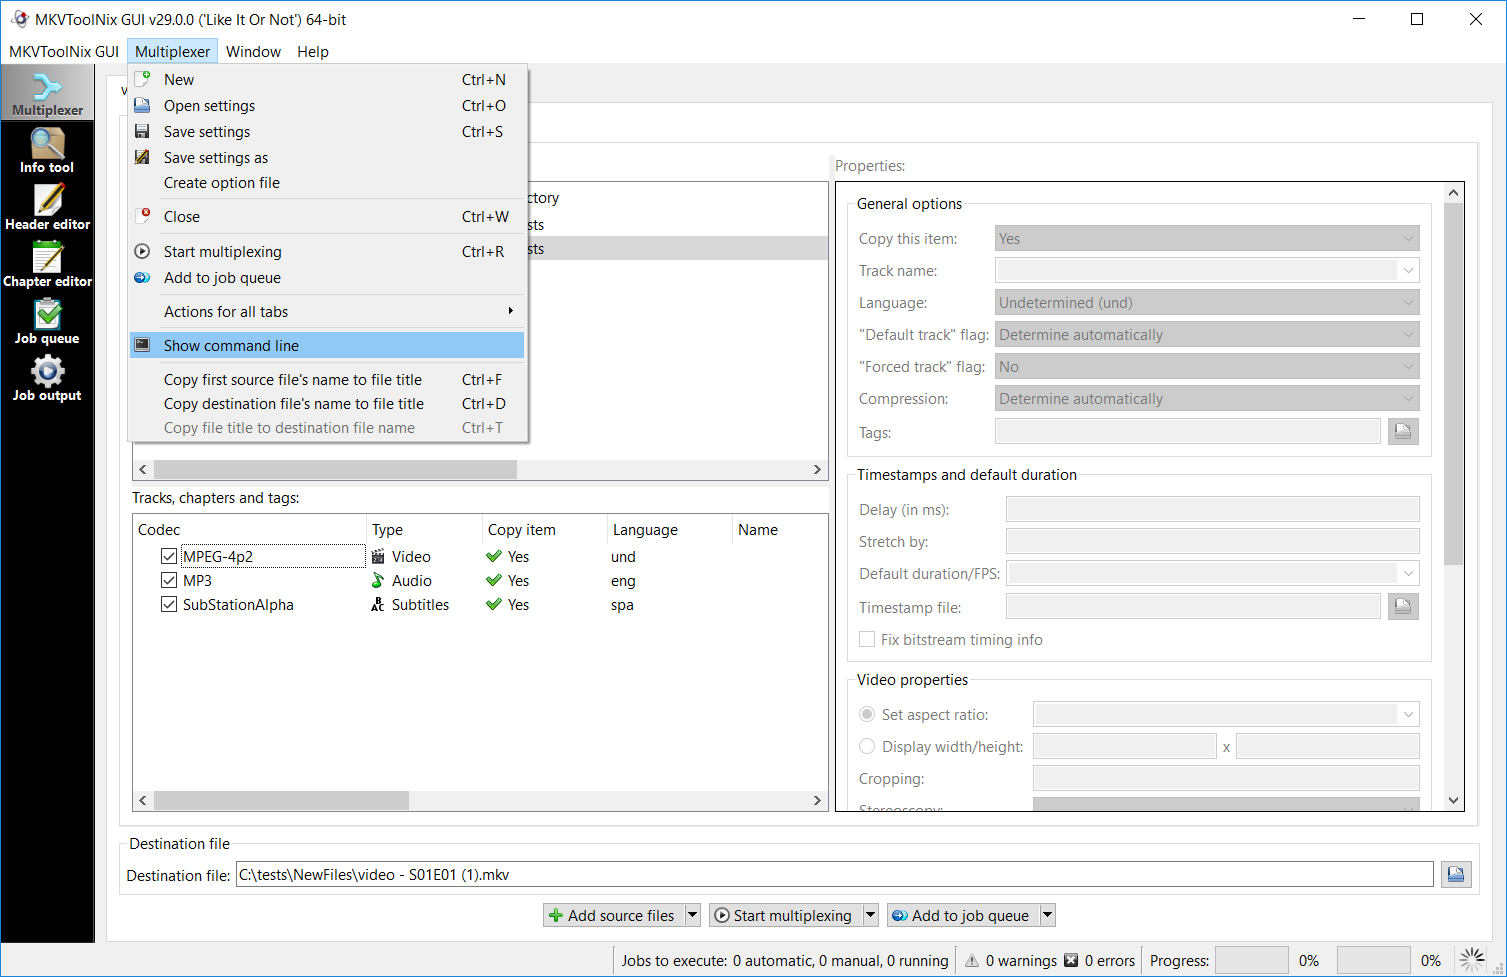 MKVToolNix GUI v29.0.0 ('Like It Or Not') 64-bit
MKVToolNix GUI Multiplexer Window Help
Multiplexer
Info tool
Header editor
Chapter editor
Job queue
Job output
New Ctrl+N
Open settings Ctrl+O
Save settings Ctrl+S
Save settings as
Create option file
Close Ctrl+W
Start multiplexing Ctrl+R
Add to job queue
Actions for all tabs
Show command line
Copy first source file's name to file title Ctrl+F
Copy destination file's name to file title Ctrl+D
Copy file title to destination file name Ctrl+T
ctory
sts
sts
Tracks, chapters and tags:
Codec Type Copy item Language Name
MPEG-4p2 Video Yes und
MP3 Audio Yes eng
SubStationAlpha Subtitles Yes spa
Properties:
General options
Copy this item: Yes
Track name:
Language: Undetermined (und)
"Default track" flag: Determine automatically
"Forced track" flag: No
Compression: Determine automatically
Tags:
Timestamps and default duration
Delay (in ms):
Stretch by:
Default duration/FPS:
Timestamp file:
Fix bitstream timing info
Video properties
Set aspect ratio:
Display width/height: x
Cropping:
Stereoscopy:
Destination file
Destination file: C:\tests\NewFiles\video - S01E01 (1).mkv
Add source files Start multiplexing Add to job queue
Jobs to execute: 0 automatic, 0 manual, 0 running 0 warnings 0 errors Progress: 0% 0%